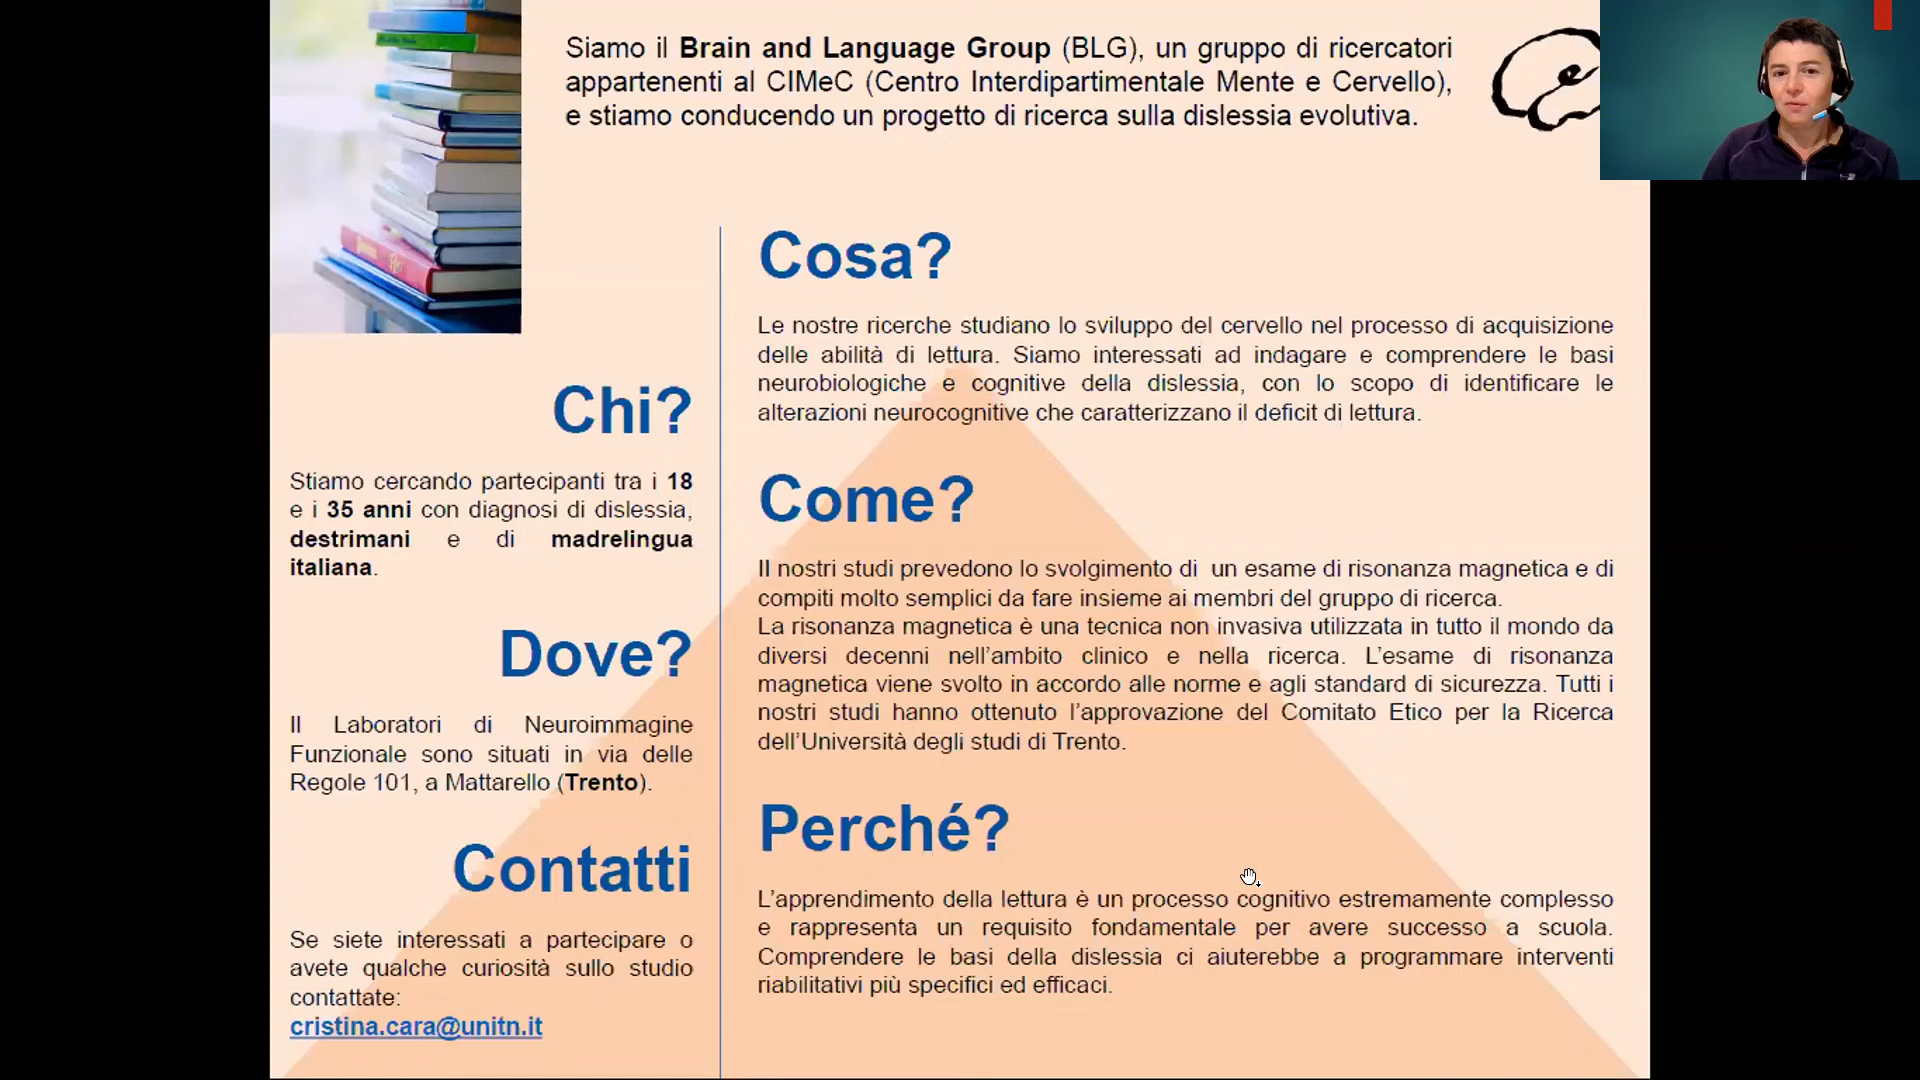 Siamo il Brain and Language Group (BLG), un gruppo di ricercatori
appartenenti al CIMeC (Centro Interdipartimentale Mente e Cervello),
e stiamo conducendo un progetto di ricerca sulla dislessia evolutiva.
Chi?
Stiamo cercando partecipanti tra i 18
e i 35 anni con diagnosi di dislessia,
destrimani e di madrelingua
italiana.
Dove?
II Laboratori di Neuroimmagine
Funzionale sono situati in via delle
Regole 101, a Mattarello (Trento).
Contatti
Se siete interessati a partecipare o
avete qualche curiosità sullo studio
contattate:
cristina.cara@unitn.it
Cosa?
Le nostre ricerche studiano lo sviluppo del cervello nel processo di acquisizione
delle abilità di lettura. Siamo interessati ad indagare e comprendere le basi
neurobiologiche e cognitive della dislessia, con lo scopo di identificare le
alterazioni neurocognitive che caratterizzano il deficit di lettura.
Come?
II nostri studi prevedono lo svolgimento di un esame di risonanza magnetica e di
compiti molto semplici da fare insieme ai membri del gruppo di ricerca.
La risonanza magnetica è una tecnica non invasiva utilizzata in tutto il mondo da
diversi decenni nell’ambito clinico e nella ricerca. L’esame di risonanza
magnetica viene svolto in accordo alle norme e agli standard di sicurezza. Tutti i
nostri studi hanno ottenuto l’approvazione del Comitato Etico per la Ricerca
dell’Università degli studi di Trento.
Perché?
L’apprendimento della lettura è un processo cognitivo estremamente complesso
e rappresenta un requisito fondamentale per avere successo a scuola.
Comprendere le basi della dislessia ci aiuterebbe a programmare interventi
riabilitativi più specifici ed efficaci.